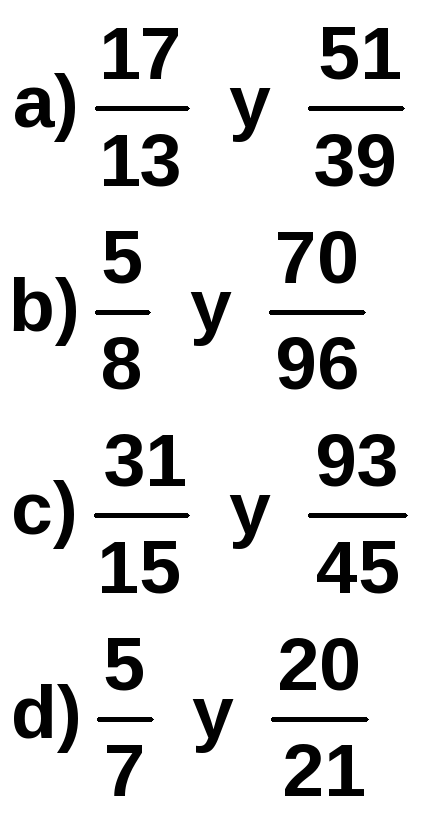 a) 17/13 y 51/39
b) 5/8 y 70/96
c) 31/15 y 93/45
d) 5/7 y 20/21